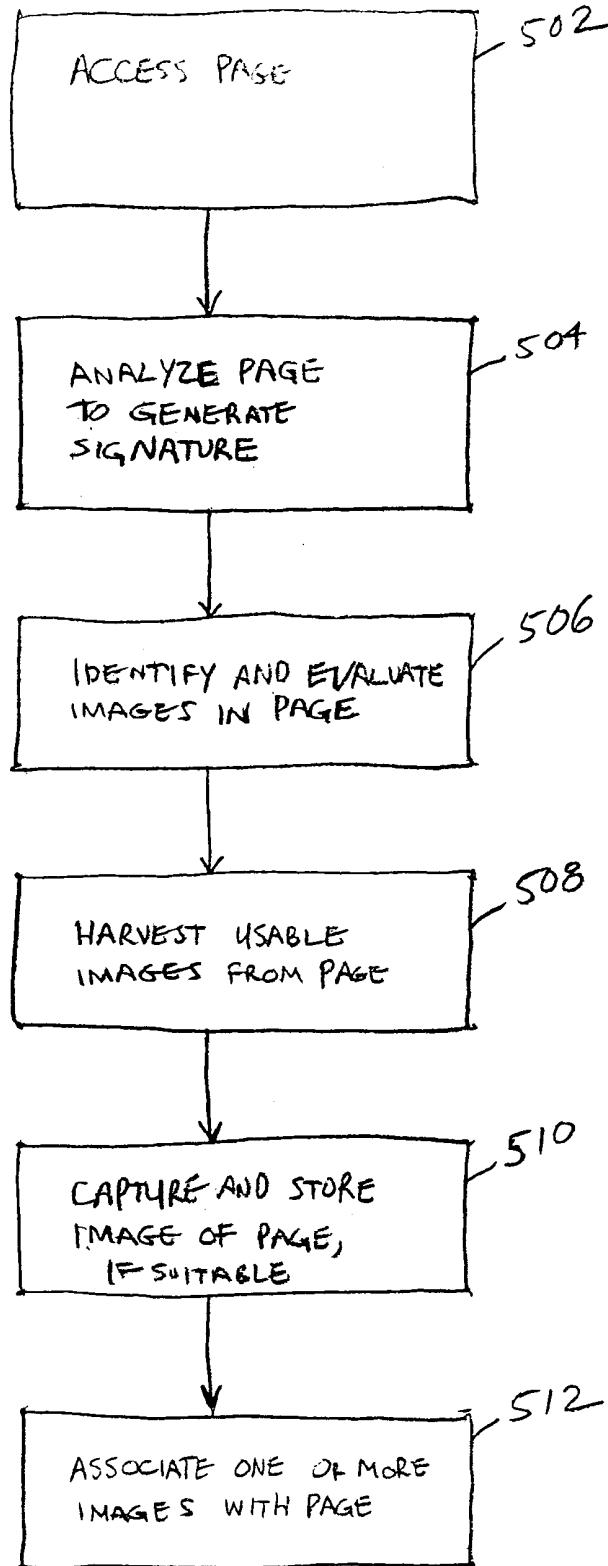 502
ACCESS PAGE
504
ANALYZE PAGE
TO GENERATE
SIGNATURE
506
IDENTIFY AND EVALUATE
IMAGES IN PAGE
508
HARVEST USABLE
IMAGES FROM PAGE
510
CAPTURE AND STORE
IMAGE OF PAGE,
IF SUITABLE
512
ASSOCIATE ONE OR MORE
IMAGES WITH PAGE